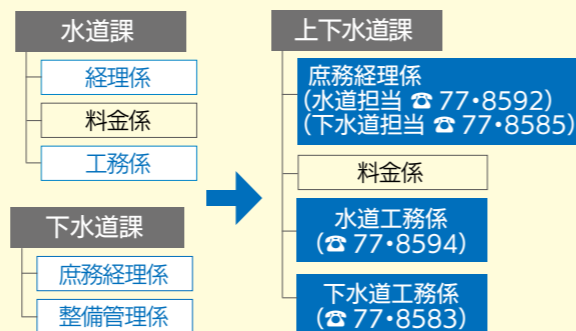 水道課
経理係
料金係
工務係
下水道課
庶務経理係
整備管理係
上下水道課
庶務経理係
(水道担当 ☎ 77・8592)
(下水道担当 ☎ 77・8585)
料金係
水道工務係
(☎ 77・8594)
下水道工務係
(☎ 77・8583)